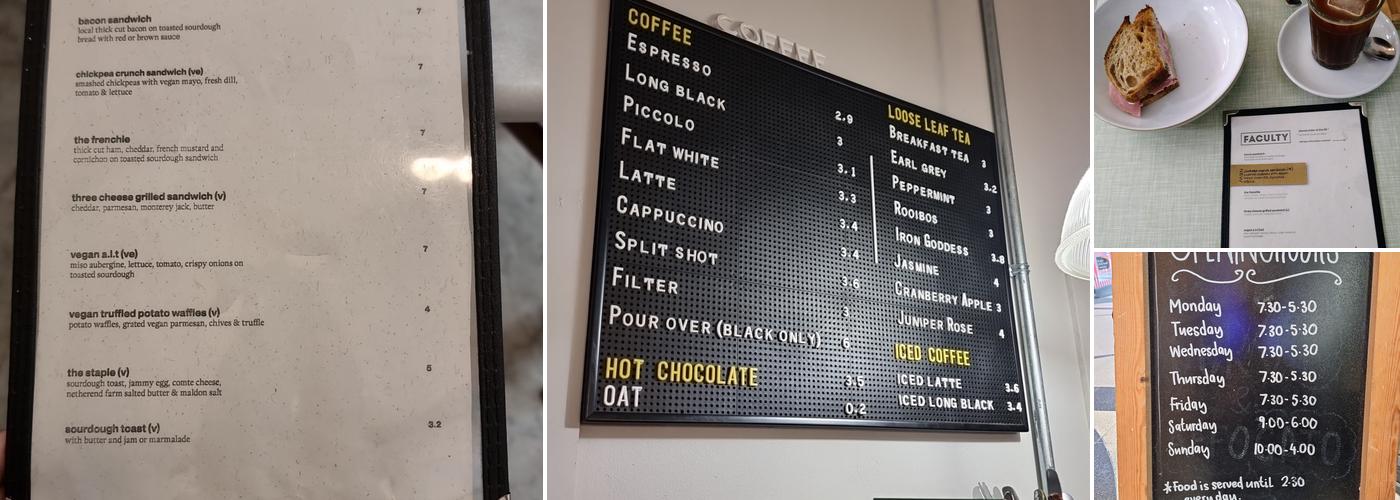 bacon sandwich 7
local thick cut bacon on toasted sourdough
bread with red or brown sauce
chickpea crunch sandwich (ve) 7
smashed chickpeas with vegan mayo, fresh dill,
tomato & lettuce
the frenchie 7
thick cut ham, cheddar, french mustard and
cornichon on toasted sourdough sandwich
three cheese grilled sandwich (v) 7
cheddar, parmesan, monterey jack, butter
vegan a.l.t (ve) 7
miso aubergine, lettuce, tomato, crispy onions on
toasted sourdough
vegan truffled potato waffles (v) 4
potato waffles, grated vegan parmesan, chives & truffle
the staple (v) 5
sourdough toast, jammy egg, comte cheese,
netherend farm salted butter & maldon salt
sourdough toast (v) 3.2
with butter and jam or marmalade
COFFEE
COFFEE
ESPRESSO 2.9
LONG BLACK 3
PICCOLO 3.1
FLAT WHITE 3.3
LATTE 3.4
CAPPUCCINO 3.4
SPLIT SHOT 3.6
FILTER 3
POUR OVER (BLACK ONLY) 6
HOT CHOCOLATE 3.5
OAT 0.2
LOOSE LEAF TEA
BREAKFAST TEA 3
EARL GREY 3.2
PEPPERMINT 3
ROOIBOS 3
IRON GODDESS 3.8
JASMINE 4
CRANBERRY APPLE 3
JUNIPER ROSE 4
ICED COFFEE
ICED LATTE 3.6
ICED LONG BLACK 3.4
FACULTY
OPENING HOURS
Monday 7.30-5.30
Tuesday 7.30-5.30
Wednesday 7.30-5.30
Thursday 7.30-5.30
Friday 7.30-5.30
Saturday 9.00-6.00
Sunday 10.00-4.00
*Food is served until 2.30
every day.